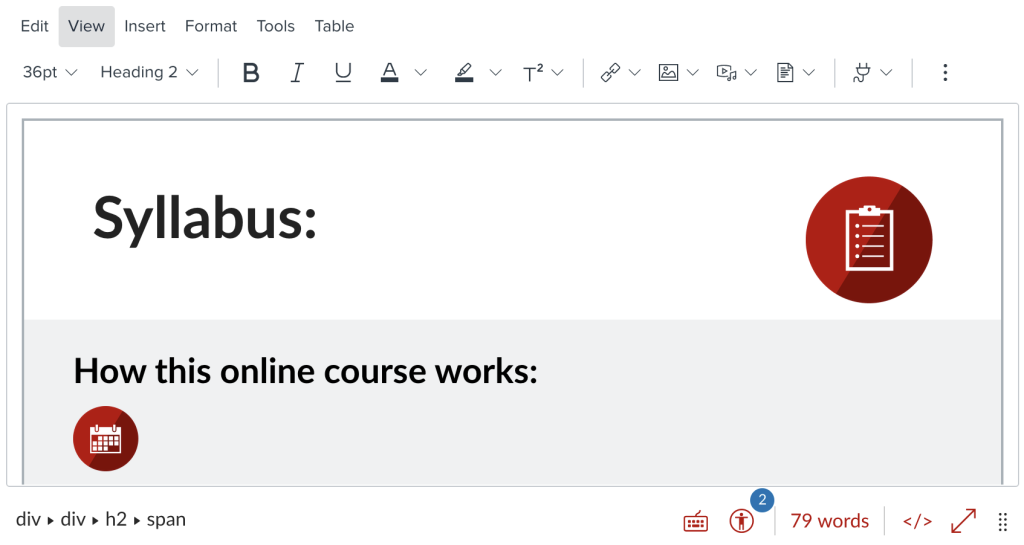 Edit View Insert Format Tools Table
36pt Heading 2 B I U A T²
Syllabus:
How this online course works:
2
div ▸ div ▸ h2 ▸ span 79 words </>